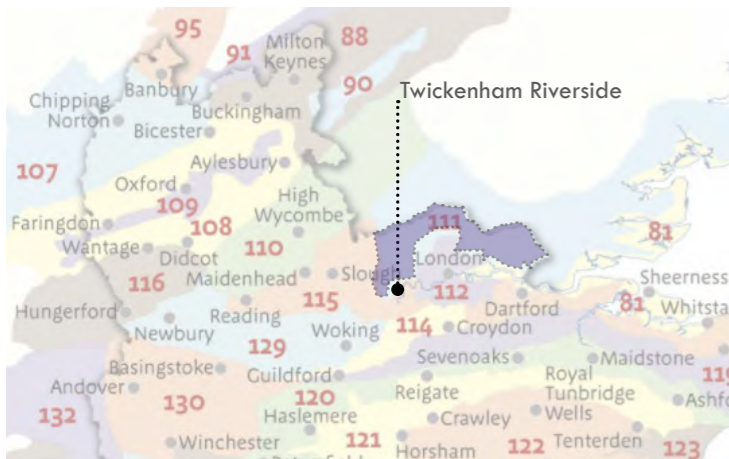 95
91
Milton
Keynes
88
90
Banbury
Twickenham Riverside
Chipping
Norton
Buckingham
Bicester
107
Aylesbury
Oxford
109
High
Wycombe
Faringdon
108
111
81
Wantage
Didcot
110
116
Maidenhead
Slough
London
Sheerness
115
112
Dartford
81
Whitsta
Hungerford
Reading
114
Newbury
Woking
Croydon
129
Sevenoaks
Maidstone
Basingstoke
Guildford
Royal
Tunbridge
Wells
119
Andover
120
Reigate
Ashfo
130
Haslemere
Crawley
132
121
Winchester
Horsham
122
Tenterden
123